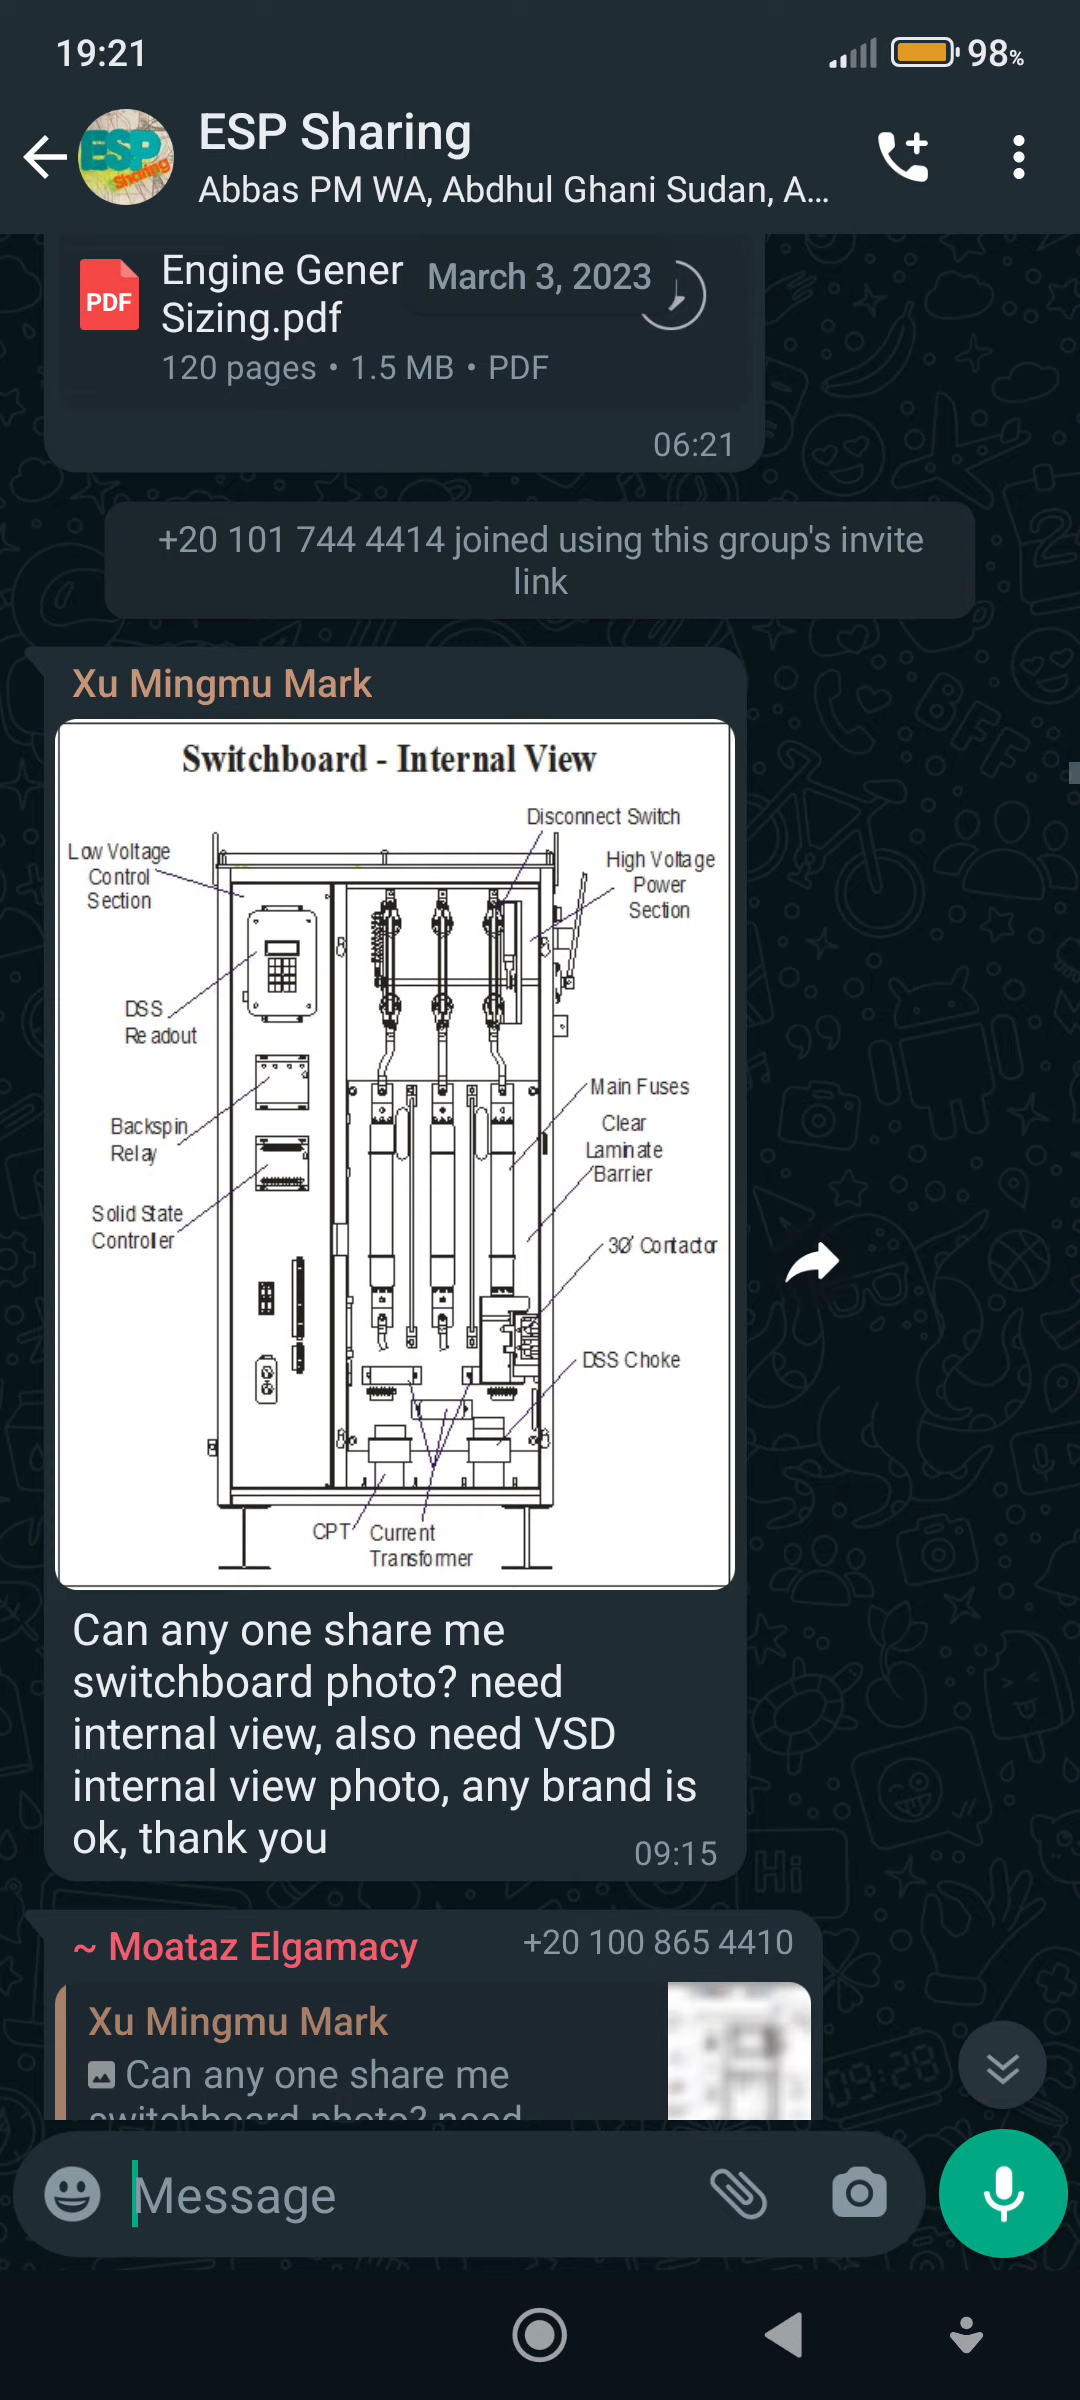 19:21
98%
ESP Sharing
ESP
Sharing
Abbas PM WA, Abdhul Ghani Sudan, A...
PDF
Engine Gener
Sizing.pdf
March 3, 2023
120 pages • 1.5 MB • PDF
06:21
+20 101 744 4414 joined using this group's invite
link
Xu Mingmu Mark
Switchboard - Internal View
Disconnect Switch
Low Voltage
Control
Section
High Voltage
Power
Section
DSS
Readout
Main Fuses
Clear
Laminate
Barrier
Backspin
Relay
Solid State
Controller
3Ø Contactor
DSS Choke
CPT
Current
Transformer
Can any one share me
switchboard photo? need
internal view, also need VSD
internal view photo, any brand is
ok, thank you
09:15
~ Moataz Elgamacy
+20 100 865 4410
Xu Mingmu Mark
Can any one share me
switchboard photo? need
Message